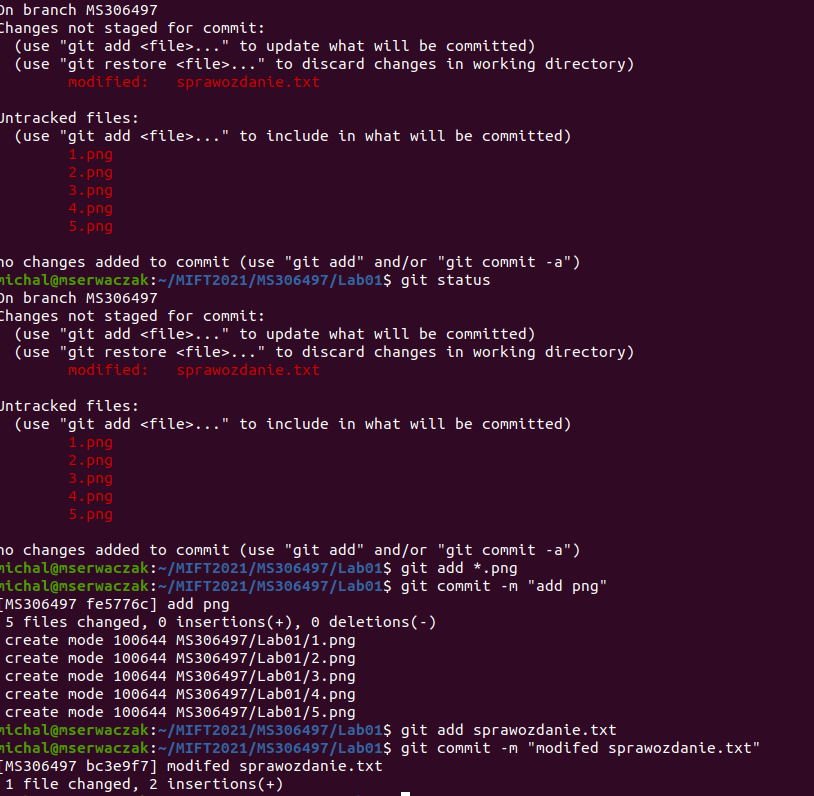 On branch MS306497
Changes not staged for commit:
  (use "git add <file>..." to update what will be committed)
  (use "git restore <file>..." to discard changes in working directory)
        modified:   sprawozdanie.txt

Untracked files:
  (use "git add <file>..." to include in what will be committed)
        1.png
        2.png
        3.png
        4.png
        5.png

no changes added to commit (use "git add" and/or "git commit -a")
michal@mserwaczak:~/MIFT2021/MS306497/Lab01$ git status
On branch MS306497
Changes not staged for commit:
  (use "git add <file>..." to update what will be committed)
  (use "git restore <file>..." to discard changes in working directory)
        modified:   sprawozdanie.txt

Untracked files:
  (use "git add <file>..." to include in what will be committed)
        1.png
        2.png
        3.png
        4.png
        5.png

no changes added to commit (use "git add" and/or "git commit -a")
michal@mserwaczak:~/MIFT2021/MS306497/Lab01$ git add *.png
michal@mserwaczak:~/MIFT2021/MS306497/Lab01$ git commit -m "add png"
[MS306497 fe5776c] add png
 5 files changed, 0 insertions(+), 0 deletions(-)
 create mode 100644 MS306497/Lab01/1.png
 create mode 100644 MS306497/Lab01/2.png
 create mode 100644 MS306497/Lab01/3.png
 create mode 100644 MS306497/Lab01/4.png
 create mode 100644 MS306497/Lab01/5.png
michal@mserwaczak:~/MIFT2021/MS306497/Lab01$ git add sprawozdanie.txt
michal@mserwaczak:~/MIFT2021/MS306497/Lab01$ git commit -m "modifed sprawozdanie.txt"
[MS306497 bc3e9f7] modifed sprawozdanie.txt
 1 file changed, 2 insertions(+)